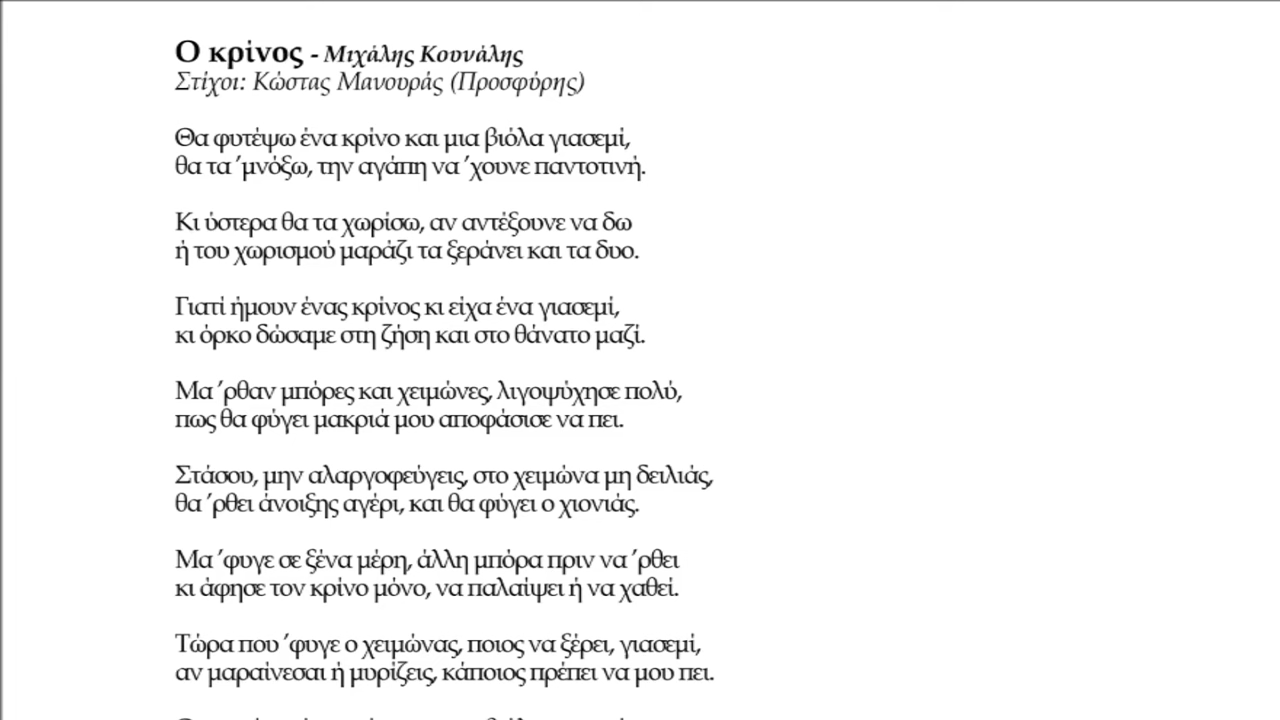 Ο κρίνος - Μιχάλης Κουνάλης
Στίχοι: Κώστας Μανουράς (Προσφύρης)
Θα φυτέψω ένα κρίνο και μια βιόλα γιασεμί,
θα τα ’μνόξω, την αγάπη να ’χουνε παντοτινή.
Κι ύστερα θα τα χωρίσω, αν αντέξουνε να δω
ή του χωρισμού μαράζι τα ξεράνει και τα δυο.
Γιατί ήμουν ένας κρίνος κι είχα ένα γιασεμί,
κι όρκο δώσαμε στη ζήση και στο θάνατο μαζί.
Μα ’ρθαν μπόρες και χειμώνες, λιγοψύχησε πολύ,
πως θα φύγει μακριά μου αποφάσισε να πει.
Στάσου, μην αλαργοφεύγεις, στο χειμώνα μη δειλιάς,
θα ’ρθει άνοιξης αγέρι, και θα φύγει ο χιονιάς.
Μα ’φυγε σε ξένα μέρη, άλλη μπόρα πριν να ’ρθει
κι άφησε τον κρίνο μόνο, να παλαίψει ή να χαθεί.
Τώρα που ’φυγε ο χειμώνας, ποιος να ξέρει, γιασεμί,
αν μαραίνεσαι ή μυρίζεις, κάποιος πρέπει να μου πει.